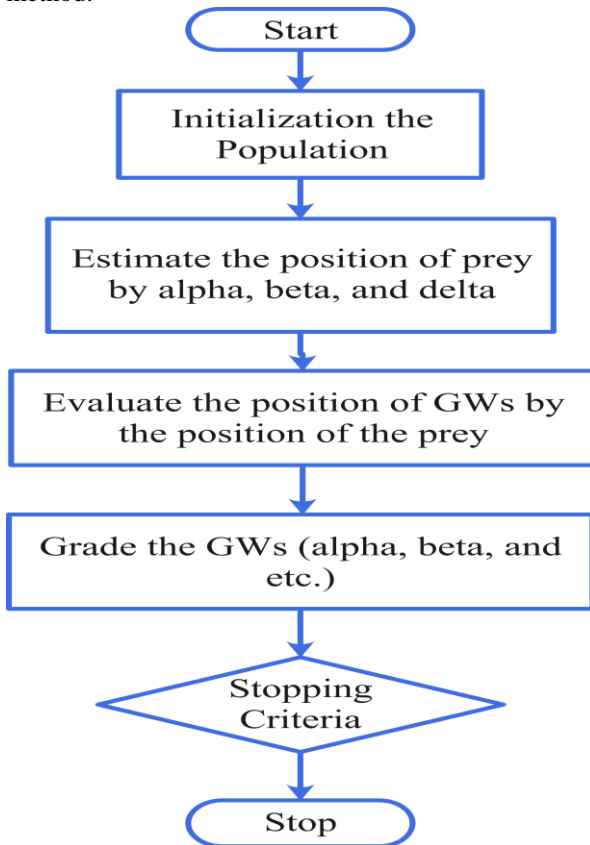 method.
Start
Initialization the
Population
Estimate the position of prey
by alpha, beta, and delta
Evaluate the position of GWs by
the position of the prey
Grade the GWs (alpha, beta, and
etc.)
Stopping
Criteria
Stop